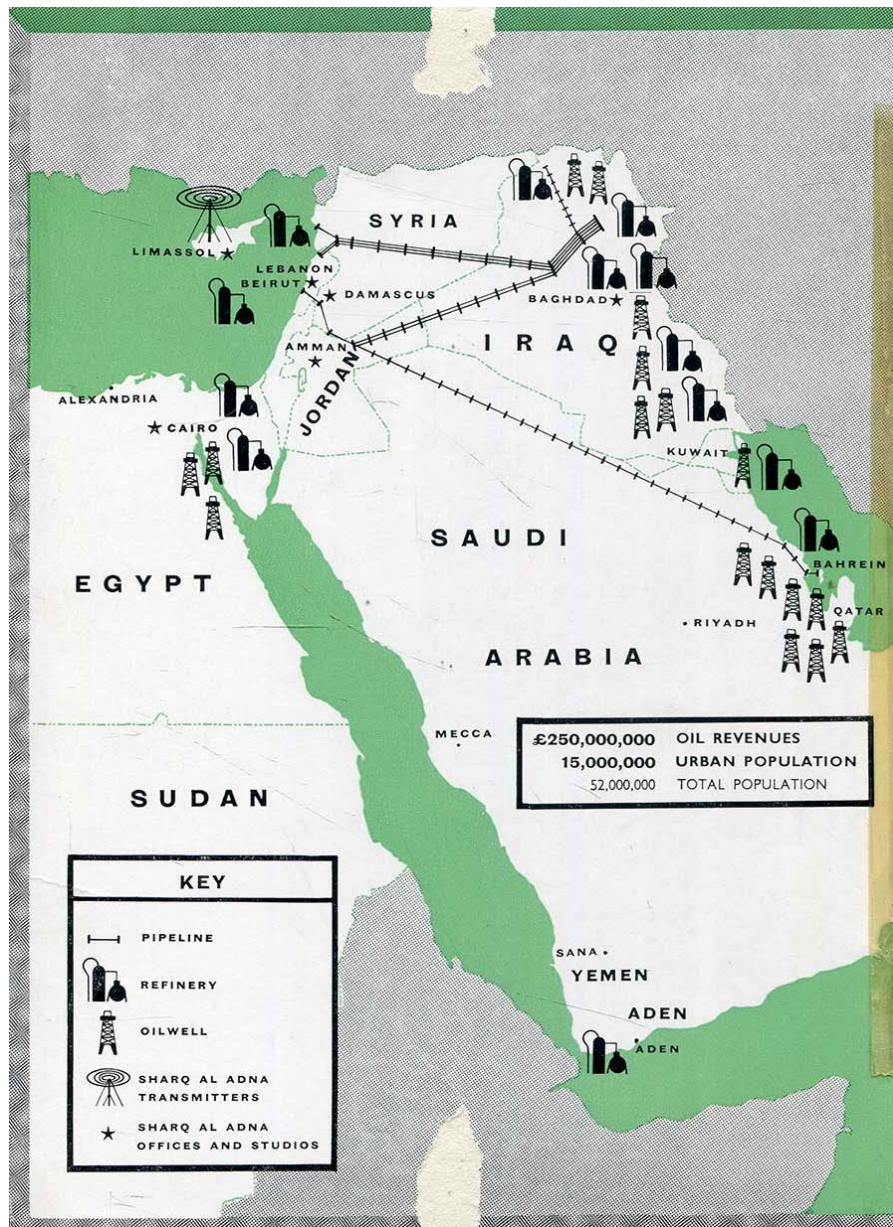 SYRIA
LIMASSOL
LEBANON
BEIRUT
DAMASCUS
BAGHDAD
IRAQ
AMMAN
JORDAN
ALEXANDRIA
CAIRO
KUWAIT
SAUDI
BAHREIN
EGYPT
QATAR
RIYADH
ARABIA
MECCA
£250,000,000 OIL REVENUES
15,000,000 URBAN POPULATION
52,000,000 TOTAL POPULATION
SUDAN
KEY
PIPELINE
REFINERY
OILWELL
SHARQ AL ADNA
TRANSMITTERS
SHARQ AL ADNA
OFFICES AND STUDIOS
SANA
YEMEN
ADEN
ADEN